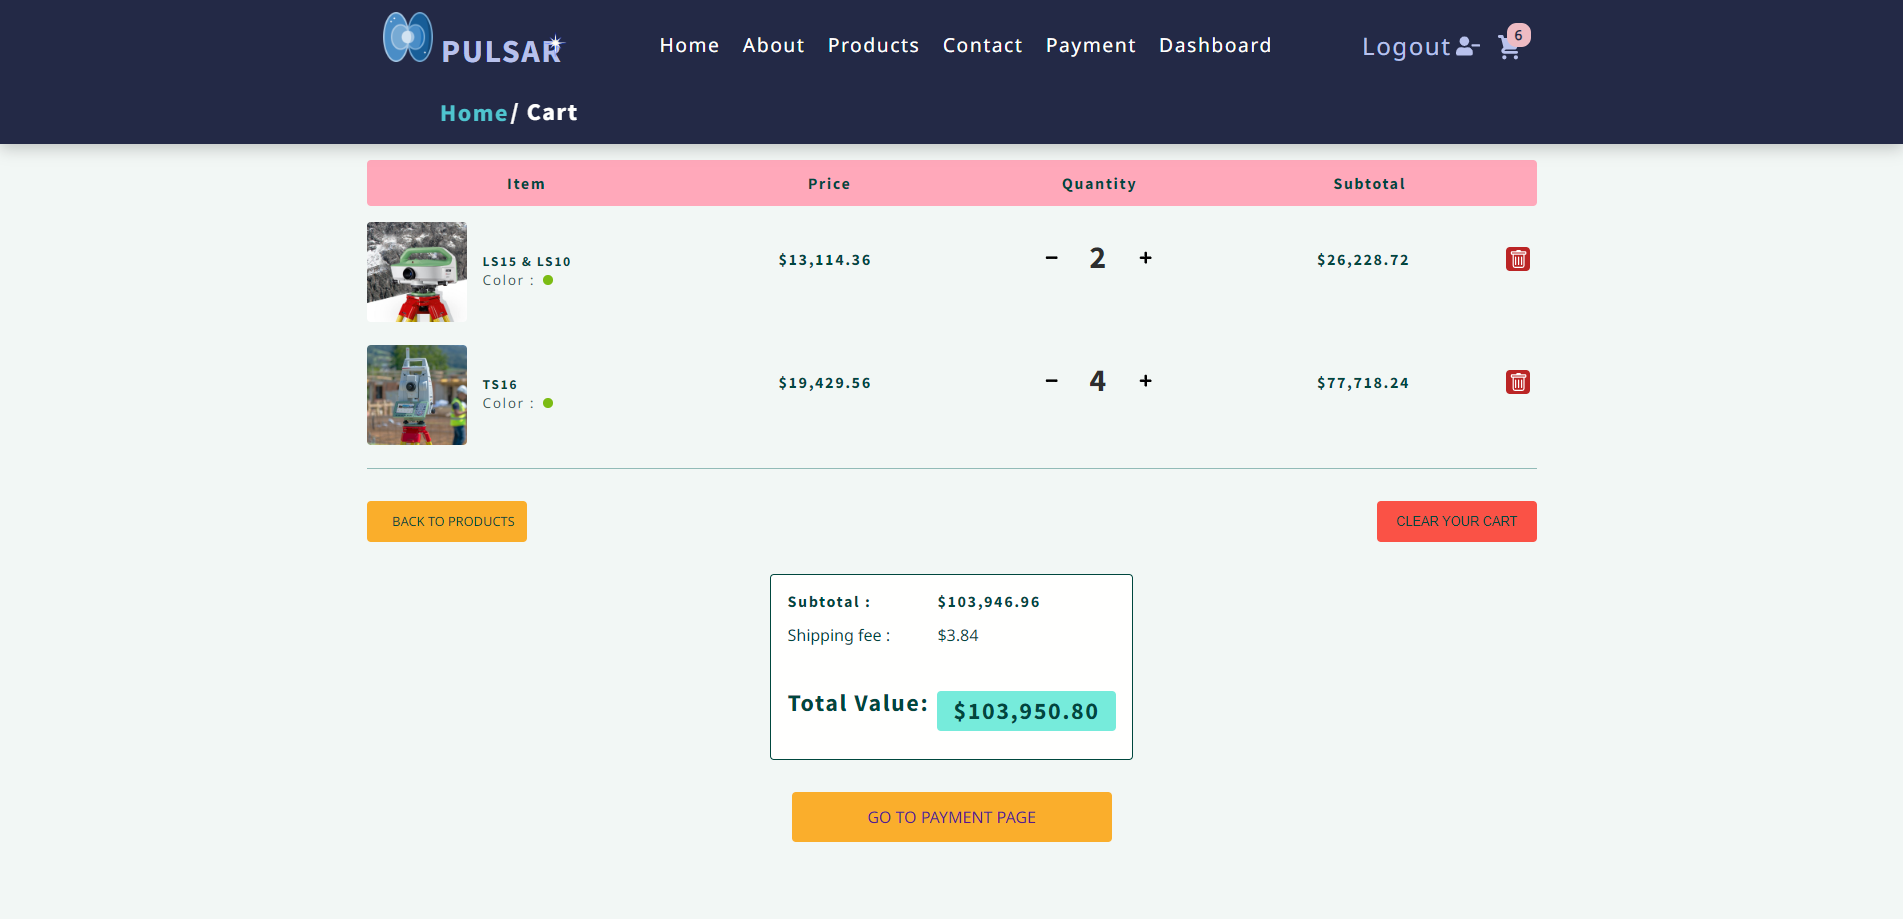 PULSAR
Home About Products Contact Payment Dashboard
Logout 6
Home/ Cart
Item Price Quantity Subtotal
LS15 & LS10 $13,114.36 − 2 + $26,228.72
Color :
TS16 $19,429.56 − 4 + $77,718.24
Color :
BACK TO PRODUCTS CLEAR YOUR CART
Subtotal : $103,946.96
Shipping fee : $3.84
Total Value: $103,950.80
GO TO PAYMENT PAGE